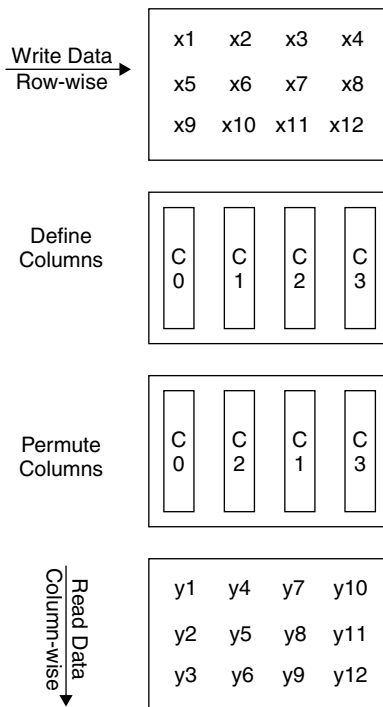 Write Data
Row-wise
x1 x2 x3 x4
x5 x6 x7 x8
x9 x10 x11 x12
Define
Columns
C
0
C
1
C
2
C
3
Permute
Columns
C
0
C
2
C
1
C
3
Read Data
Column-wise
y1 y4 y7 y10
y2 y5 y8 y11
y3 y6 y9 y12